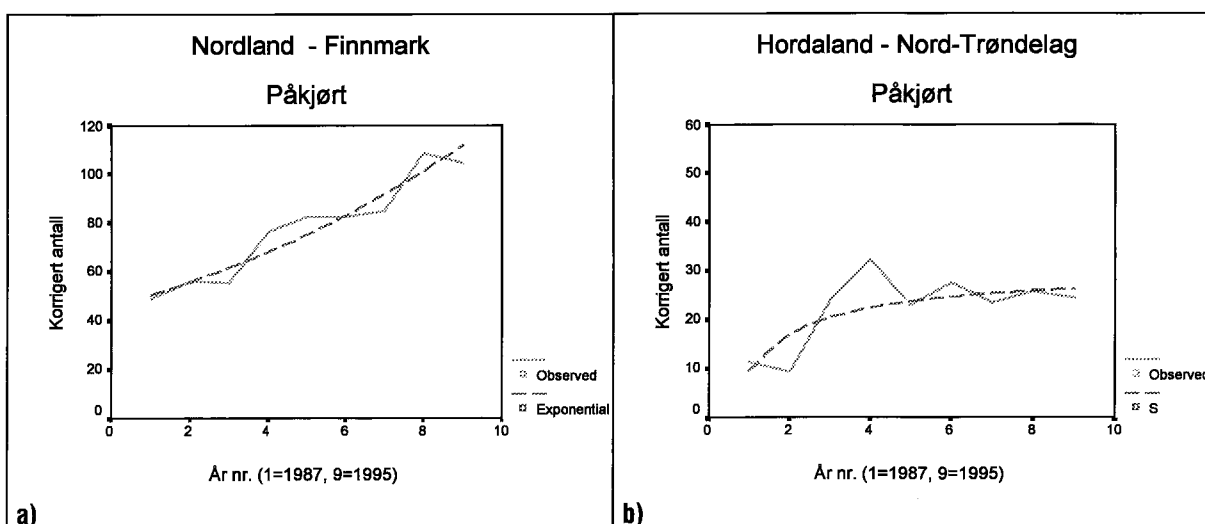 Nordland - Finnmark
Påkjørt
120
100
80
60
40
20
0
Korrigert antall
0 2 4 6 8 10
År nr. (1=1987, 9=1995)
Observed
Exponential
a)
Hordaland - Nord-Trøndelag
Påkjørt
60
50
40
30
20
10
0
Korrigert antall
0 2 4 6 8 10
År nr. (1=1987, 9=1995)
Observed
S
b)